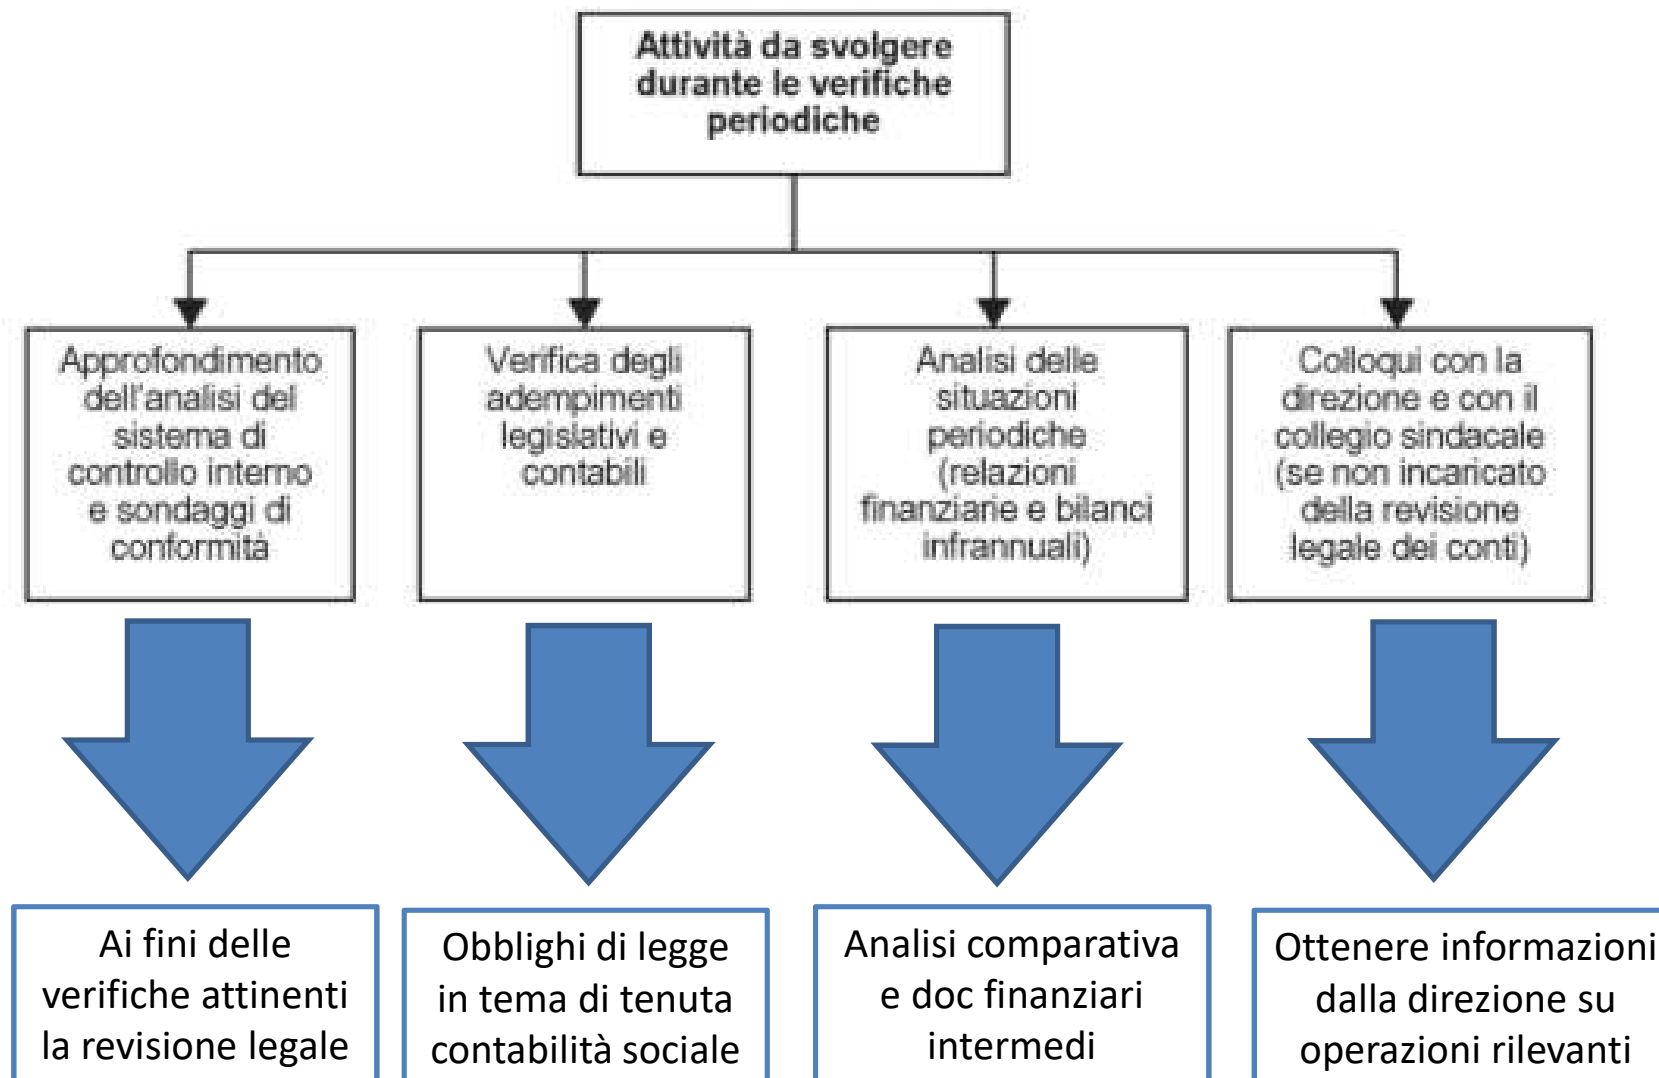 Attività da svolgere
durante le verifiche
periodiche
Approfondimento
dell'analisi del
sistema di
controllo interno
e sondaggi di
conformità
Verifica degli
adempimenti
legislativi e
contabili
Analisi delle
situazioni
periodiche
(relazioni
finanziarie e bilanci
infrannuali)
Colloqui con la
direzione e con il
collegio sindacale
(se non incaricato
della revisione
legale dei conti)
Ai fini delle
verifiche attinenti
la revisione legale
Obblighi di legge
in tema di tenuta
contabilità sociale
Analisi comparativa
e doc finanziari
intermedi
Ottenere informazioni
dalla direzione su
operazioni rilevanti